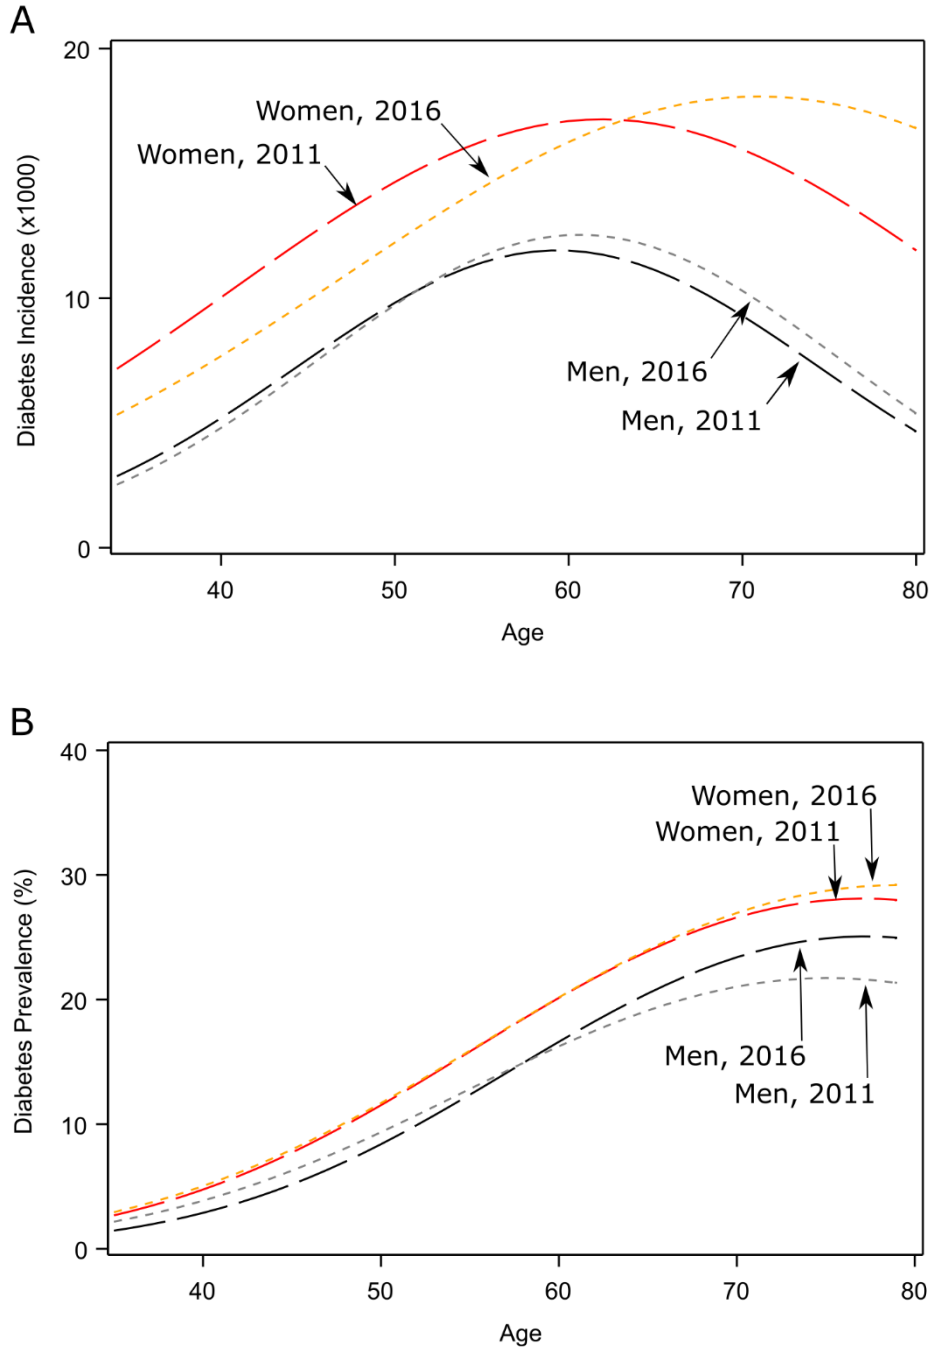 A
20
10
0
Diabetes Incidence (x1000)
Women, 2016
Women, 2011
Men, 2016
Men, 2011
40 50 60 70 80
Age
B
40
30
20
10
0
Diabetes Prevalence (%)
Women, 2016
Women, 2011
Men, 2016
Men, 2011
40 50 60 70 80
Age